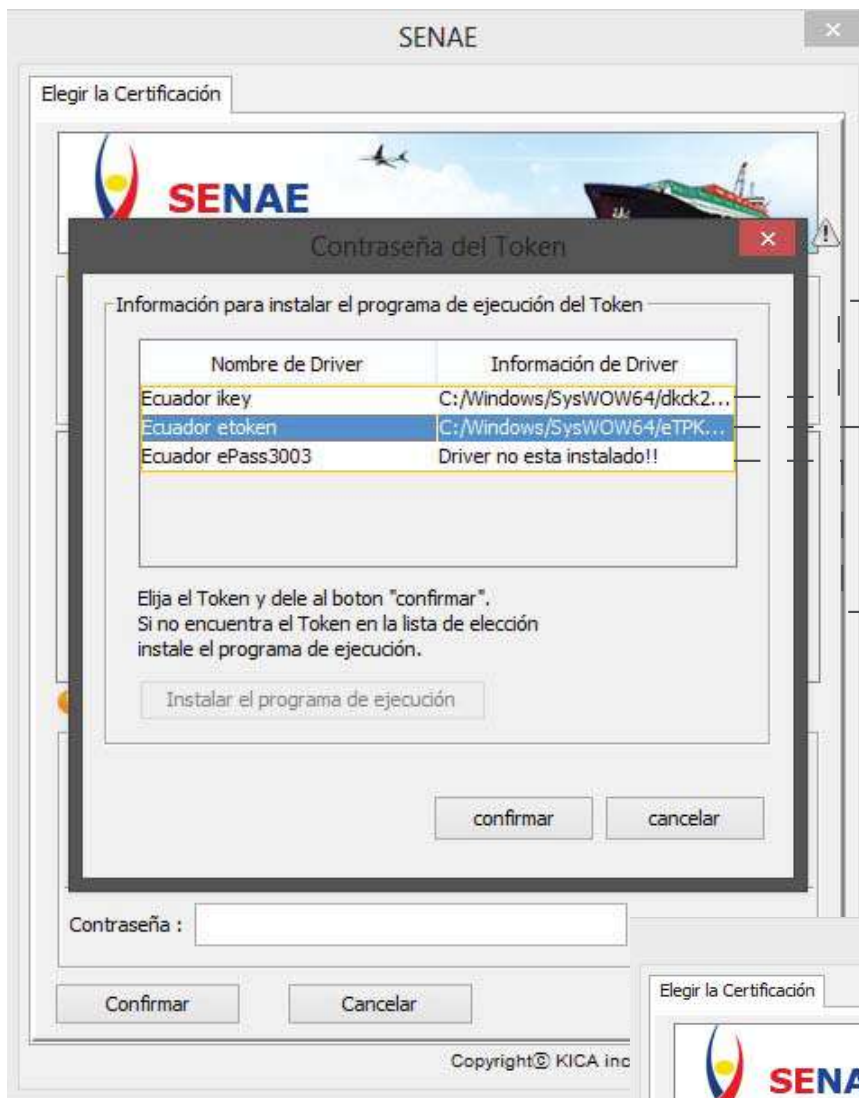 SENAE
Elegir la Certificación
SENAE
Contraseña del Token
Información para instalar el programa de ejecución del Token
Nombre de Driver Información de Driver
Ecuador ikey C:/Windows/SysWOW64/dkck2...
Ecuador etoken C:/Windows/SysWOW64/eTPK...
Ecuador ePass3003 Driver no esta instalado!!
Elija el Token y dele al boton "confirmar".
Si no encuentra el Token en la lista de elección
instale el programa de ejecución.
Instalar el programa de ejecución
confirmar cancelar
Contraseña :
Confirmar Cancelar
Copyright© KICA inc
Elegir la Certificación
SENA